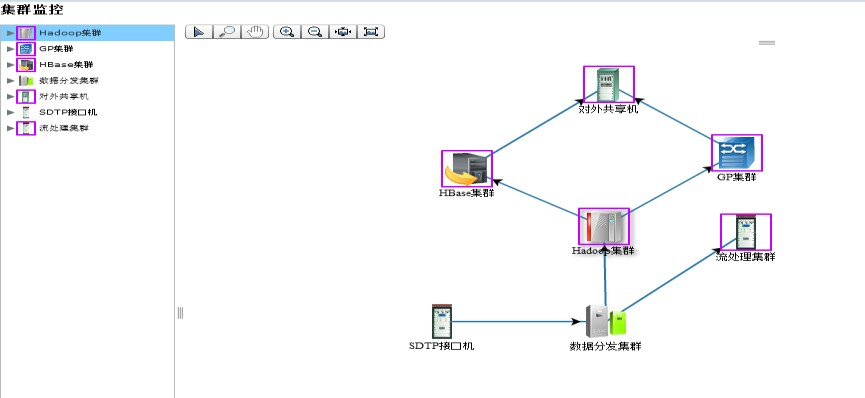 集群监控
Hadoop集群
GP集群
HBase集群
数据分发集群
对外共享机
SDTP接口机
流处理集群
对外共享机
HBase集群
GP集群
Hadoop集群
流处理集群
SDTP接口机
数据分发集群